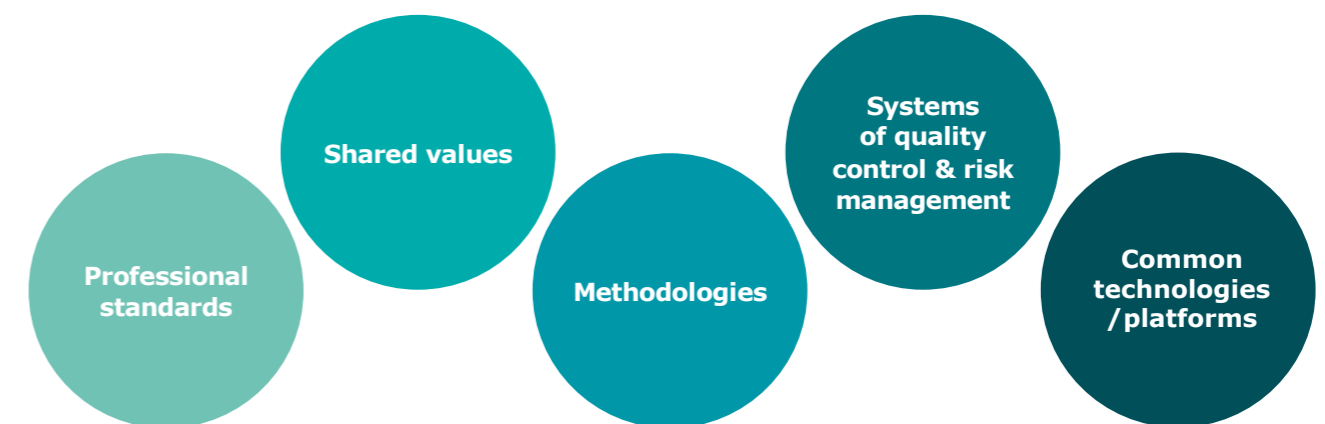 Professional
standards
Shared values
Methodologies
Systems
of quality
control & risk
management
Common
technologies
/platforms